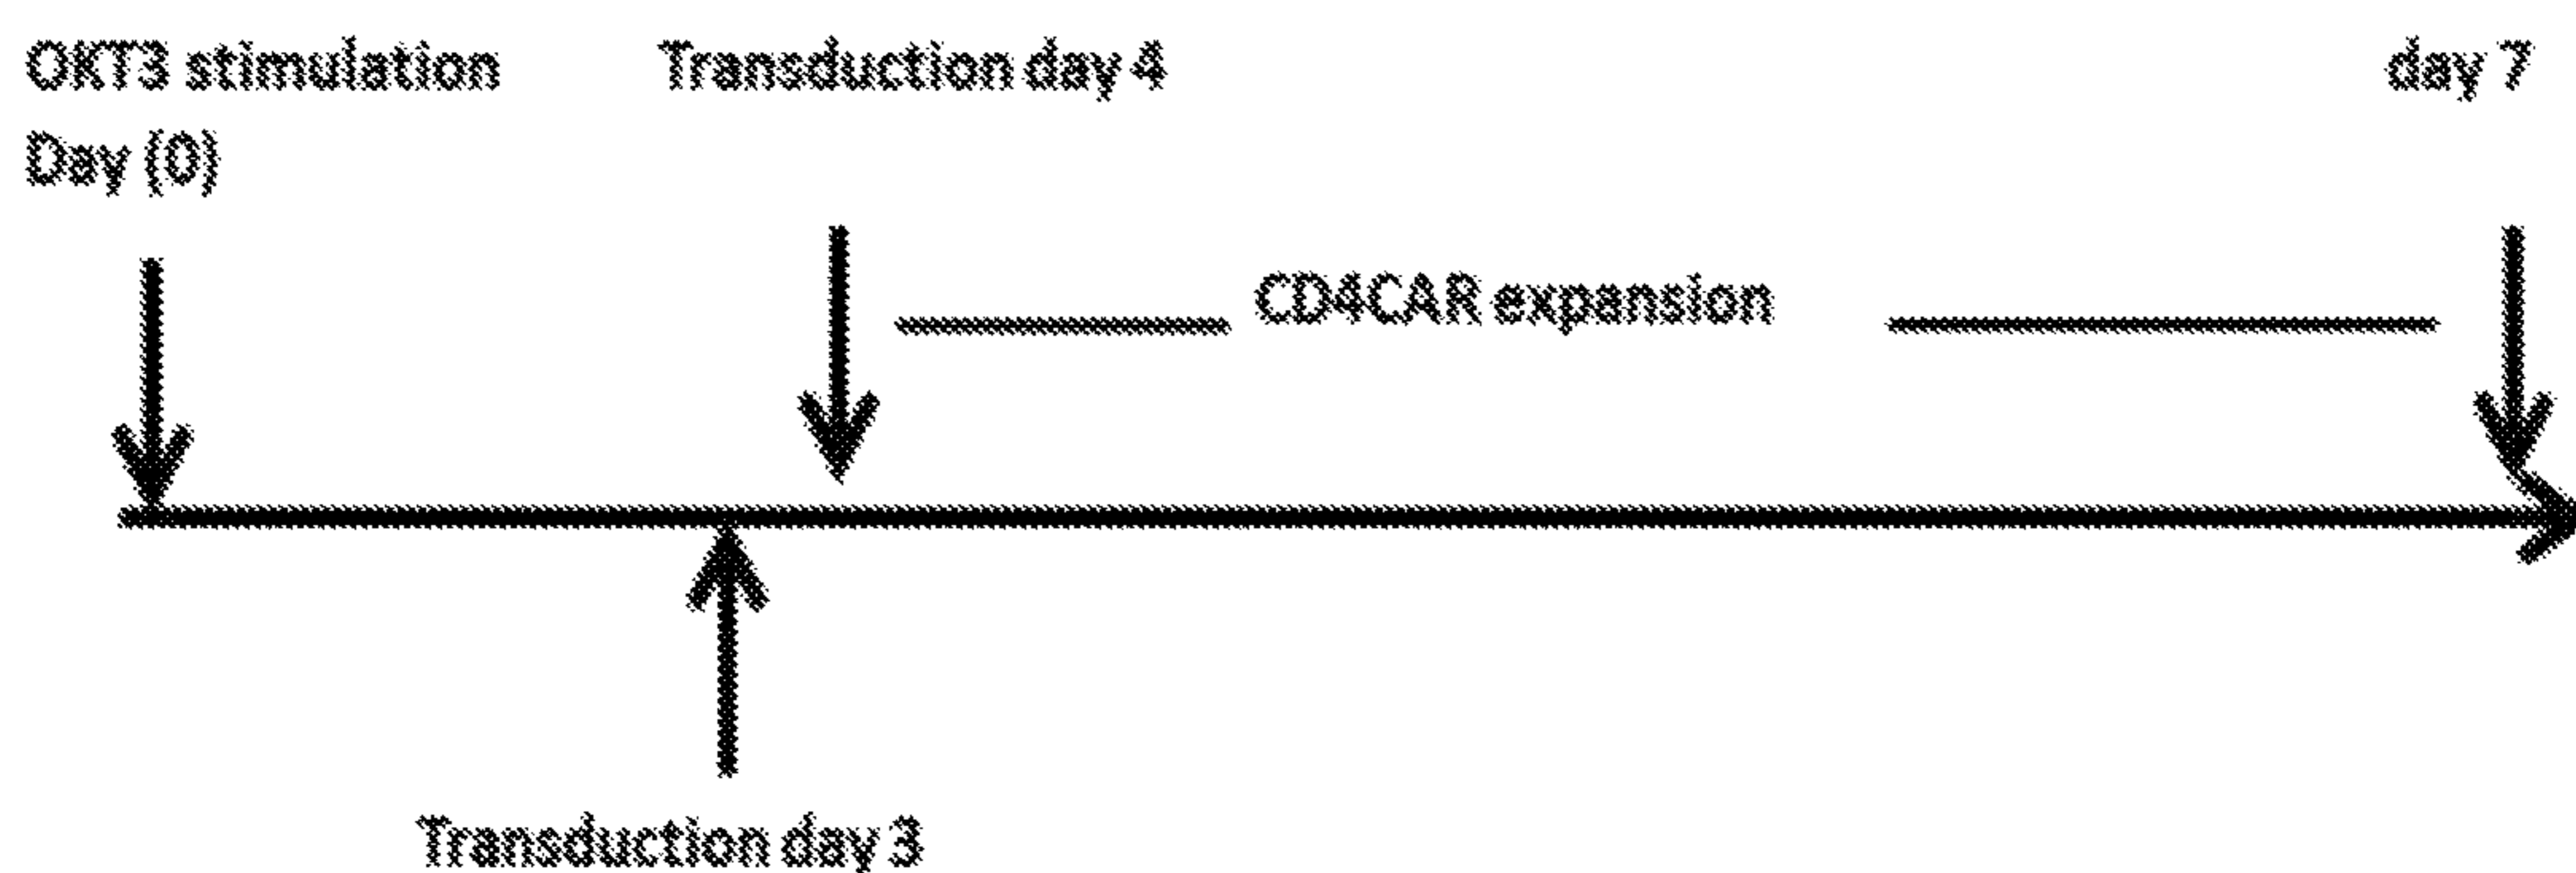 OKT3 stimulation
Day (0)
Transduction day 4
day 7
CD4CAR expansion
Transduction day 3